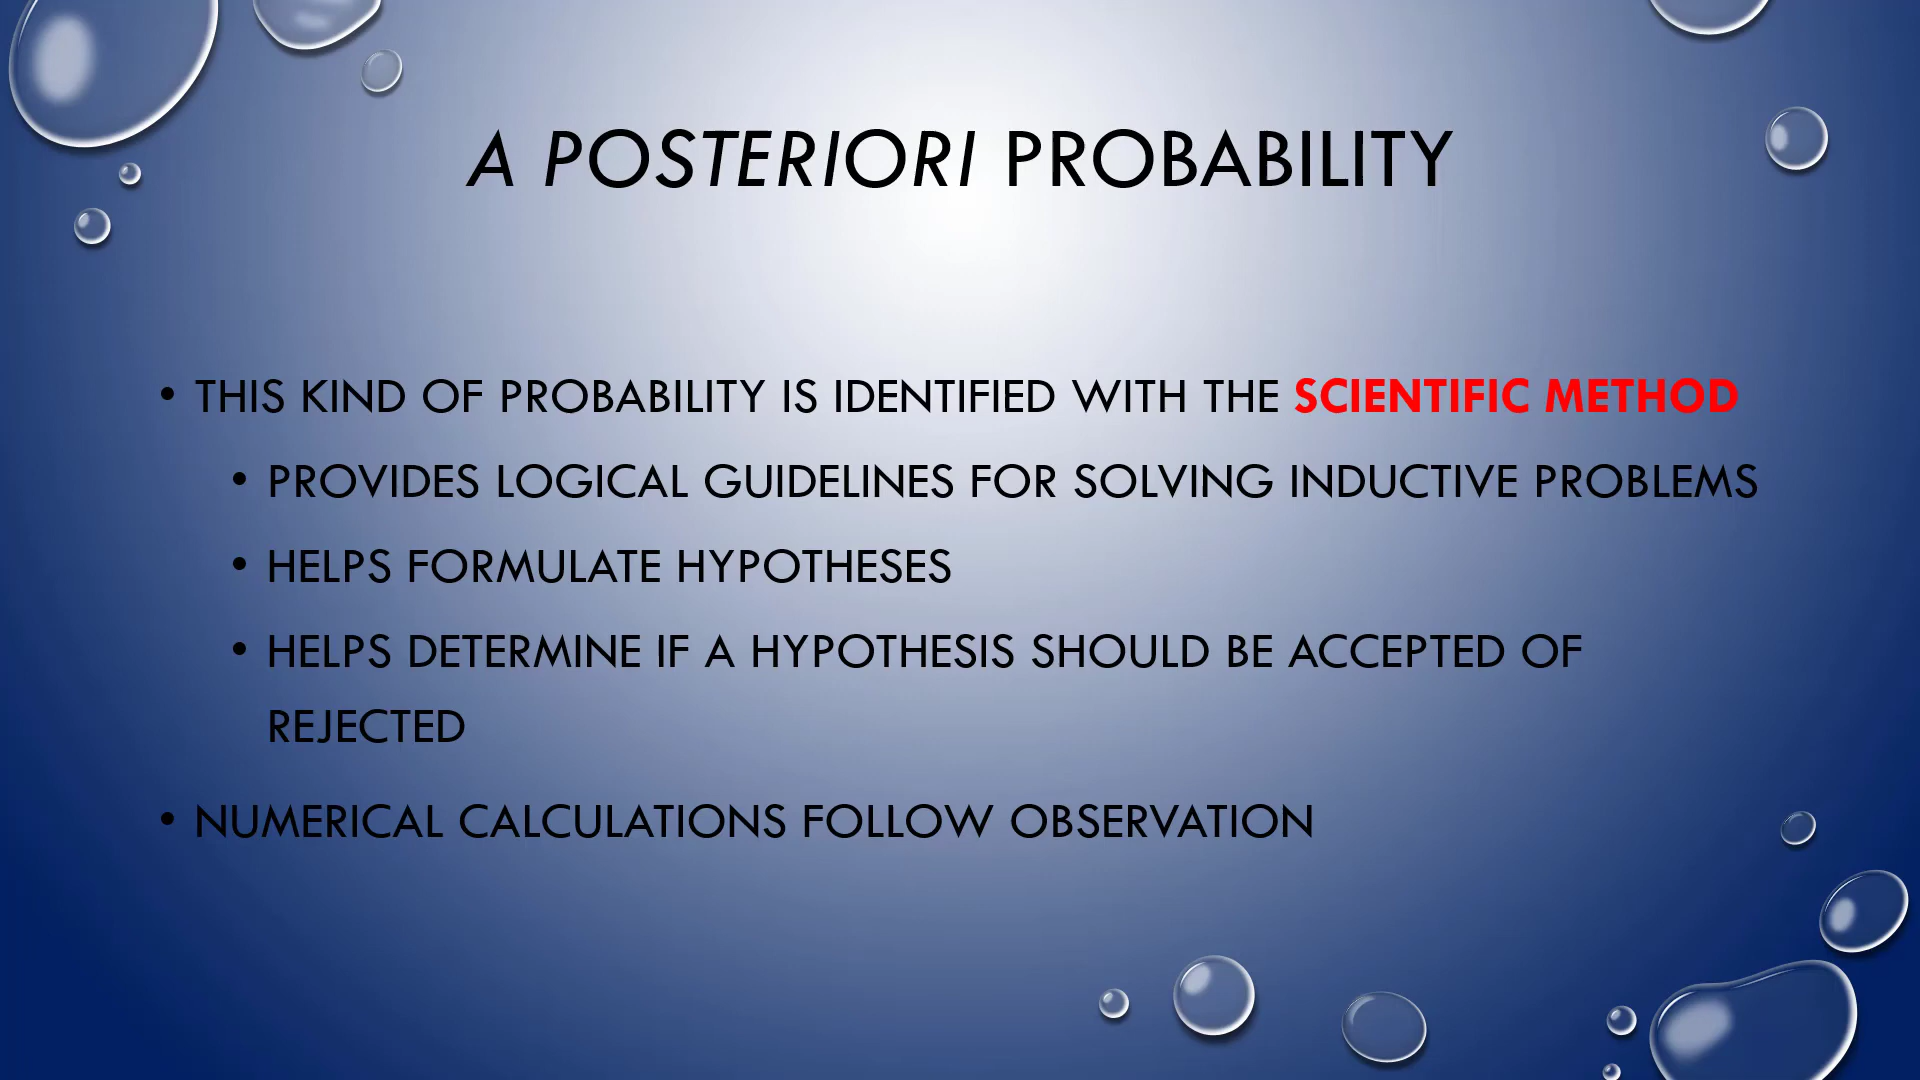 A POSTERIORI PROBABILITY
• THIS KIND OF PROBABILITY IS IDENTIFIED WITH THE SCIENTIFIC METHOD
• PROVIDES LOGICAL GUIDELINES FOR SOLVING INDUCTIVE PROBLEMS
• HELPS FORMULATE HYPOTHESES
• HELPS DETERMINE IF A HYPOTHESIS SHOULD BE ACCEPTED OF
REJECTED
• NUMERICAL CALCULATIONS FOLLOW OBSERVATION